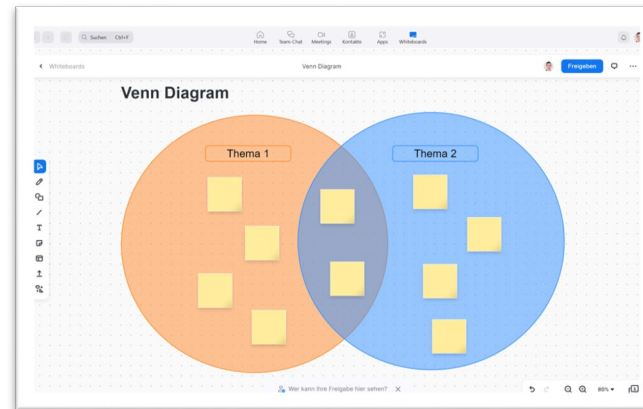 Suchen Ctrl+F
Home Team-Chat Meetings Kontakte Apps Whiteboards
Whiteboards
Venn Diagram
Freigeben
Venn Diagram
Thema 1
Thema 2
T
Wer kann Ihre Freigabe hier sehen?
80%